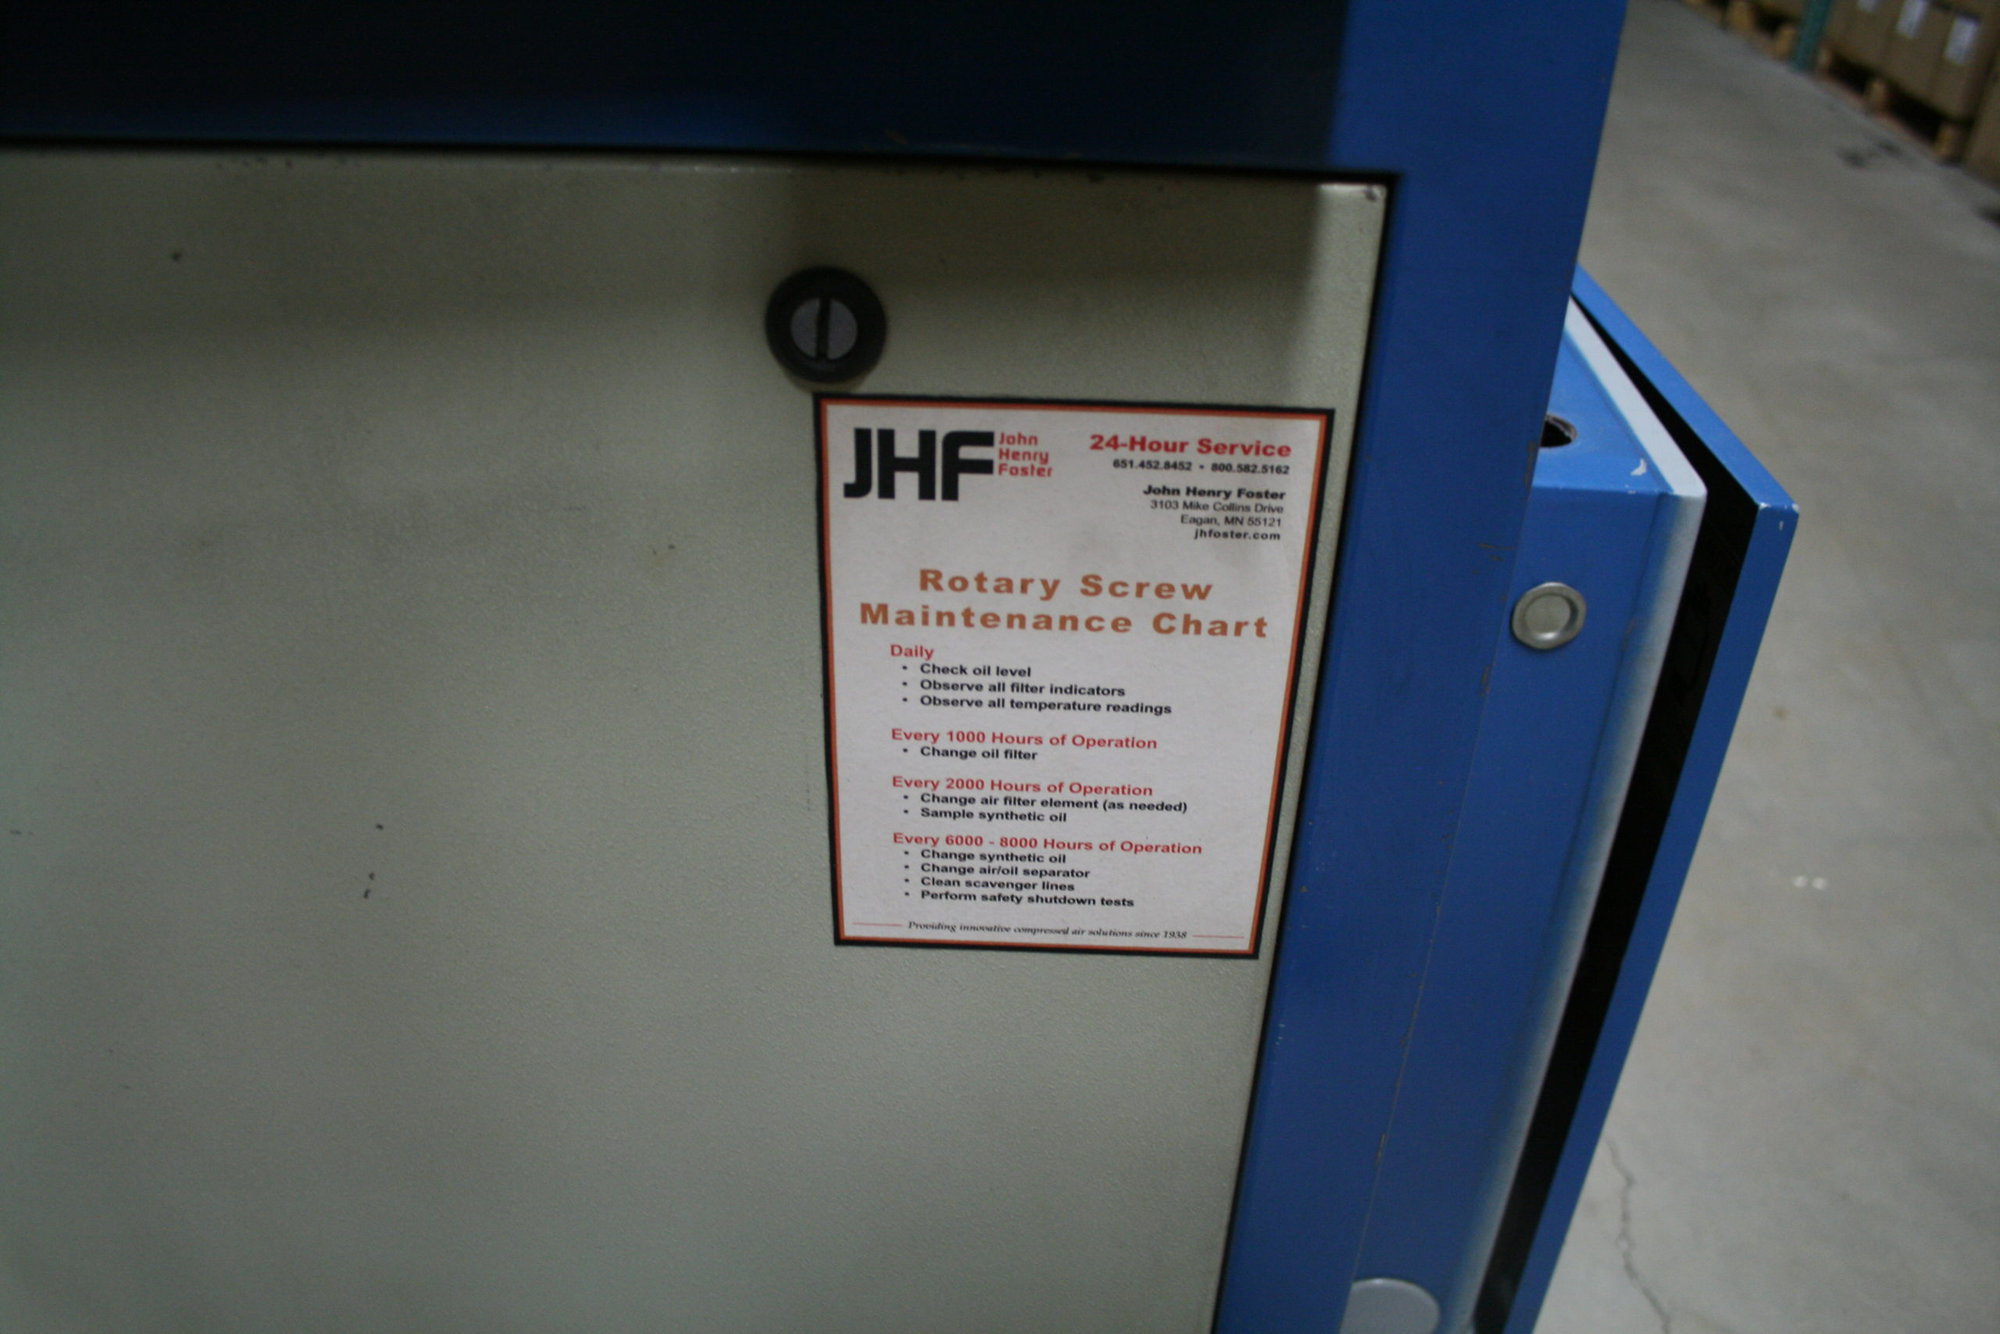 JHF
John
Henry
Foster
24-Hour Service
651.452.8452 • 800.582.5162
John Henry Foster
3103 Mike Collins Drive
Eagan, MN 55121
jhfoster.com
Rotary Screw
Maintenance Chart
Daily
• Check oil level
• Observe all filter indicators
• Observe all temperature readings
Every 1000 Hours of Operation
• Change oil filter
Every 2000 Hours of Operation
• Change air filter element (as needed)
• Sample synthetic oil
Every 6000 - 8000 Hours of Operation
• Change synthetic oil
• Change air/oil separator
• Clean scavenger lines
• Perform safety shutdown tests
Providing innovative compressed air solutions since 1938